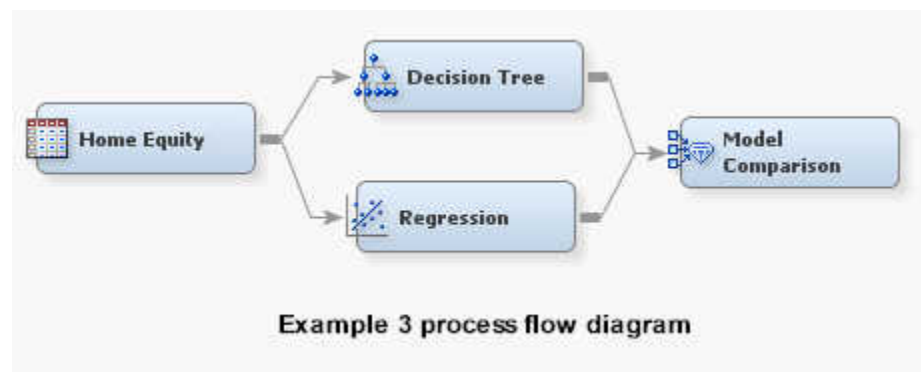 Decision Tree
Home Equity
Model
Comparison
Regression
Example 3 process flow diagram